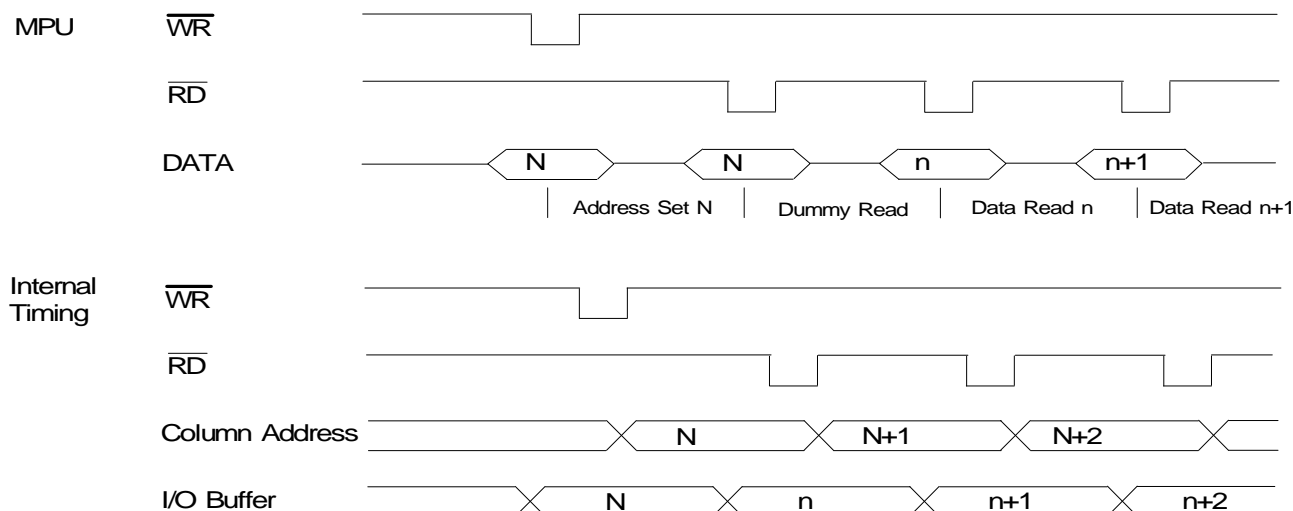 MPU WR
RD
DATA N N n n+1
Address Set N Dummy Read Data Read n Data Read n+1
Internal
Timing WR
RD
Column Address N N+1 N+2
I/O Buffer N n n+1 n+2